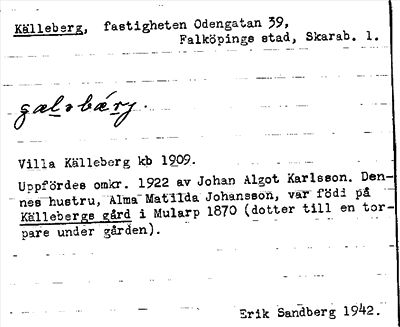 Källeberg, fastigheten Odengatan 39,
Falköpings stad, Skarab. l.
Villa Källeberg kb 1909.
Uppfördes omkr. 1922 av Johan Algot Karlsson. Den-
nes hustru, Alma Matilda Johansson, var född på
Källebergs gård i Mularp 1870 (dotter till en tor-
pare under gården).
Erik Sandberg 1942.